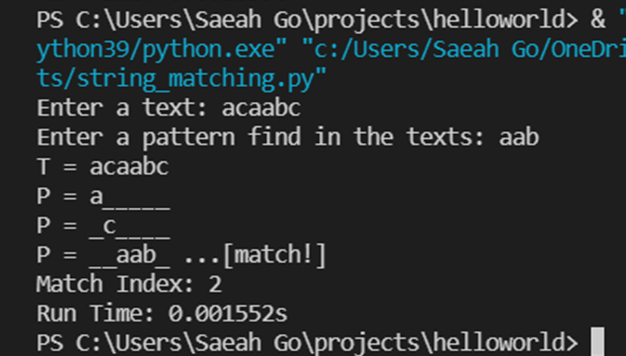 PS C:\Users\Saeah Go\projects\helloworld> & "
ython39/python.exe" "c:/Users/Saeah Go/OneDri
ts/string_matching.py"
Enter a text: acaabc
Enter a pattern find in the texts: aab
T = acaabc
P = a_____
P = _c____
P = __aab_ ...[match!]
Match Index: 2
Run Time: 0.001552s
PS C:\Users\Saeah Go\projects\helloworld>